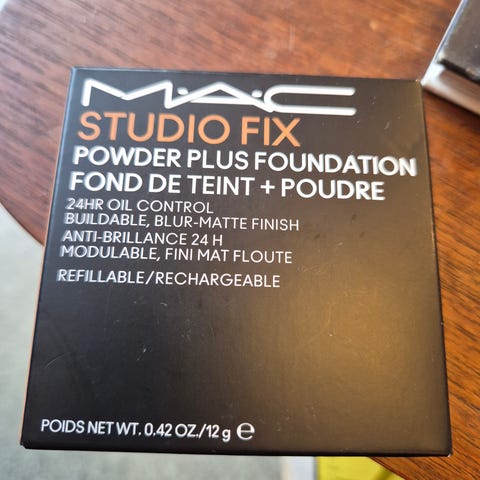 M·A·C
STUDIO FIX
POWDER PLUS FOUNDATION
FOND DE TEINT + POUDRE
24HR OIL CONTROL
BUILDABLE, BLUR-MATTE FINISH
ANTI-BRILLANCE 24 H
MODULABLE, FINI MAT FLOUTE
REFILLABLE/RECHARGEABLE
POIDS NET WT. 0.42 OZ./12 g ℮